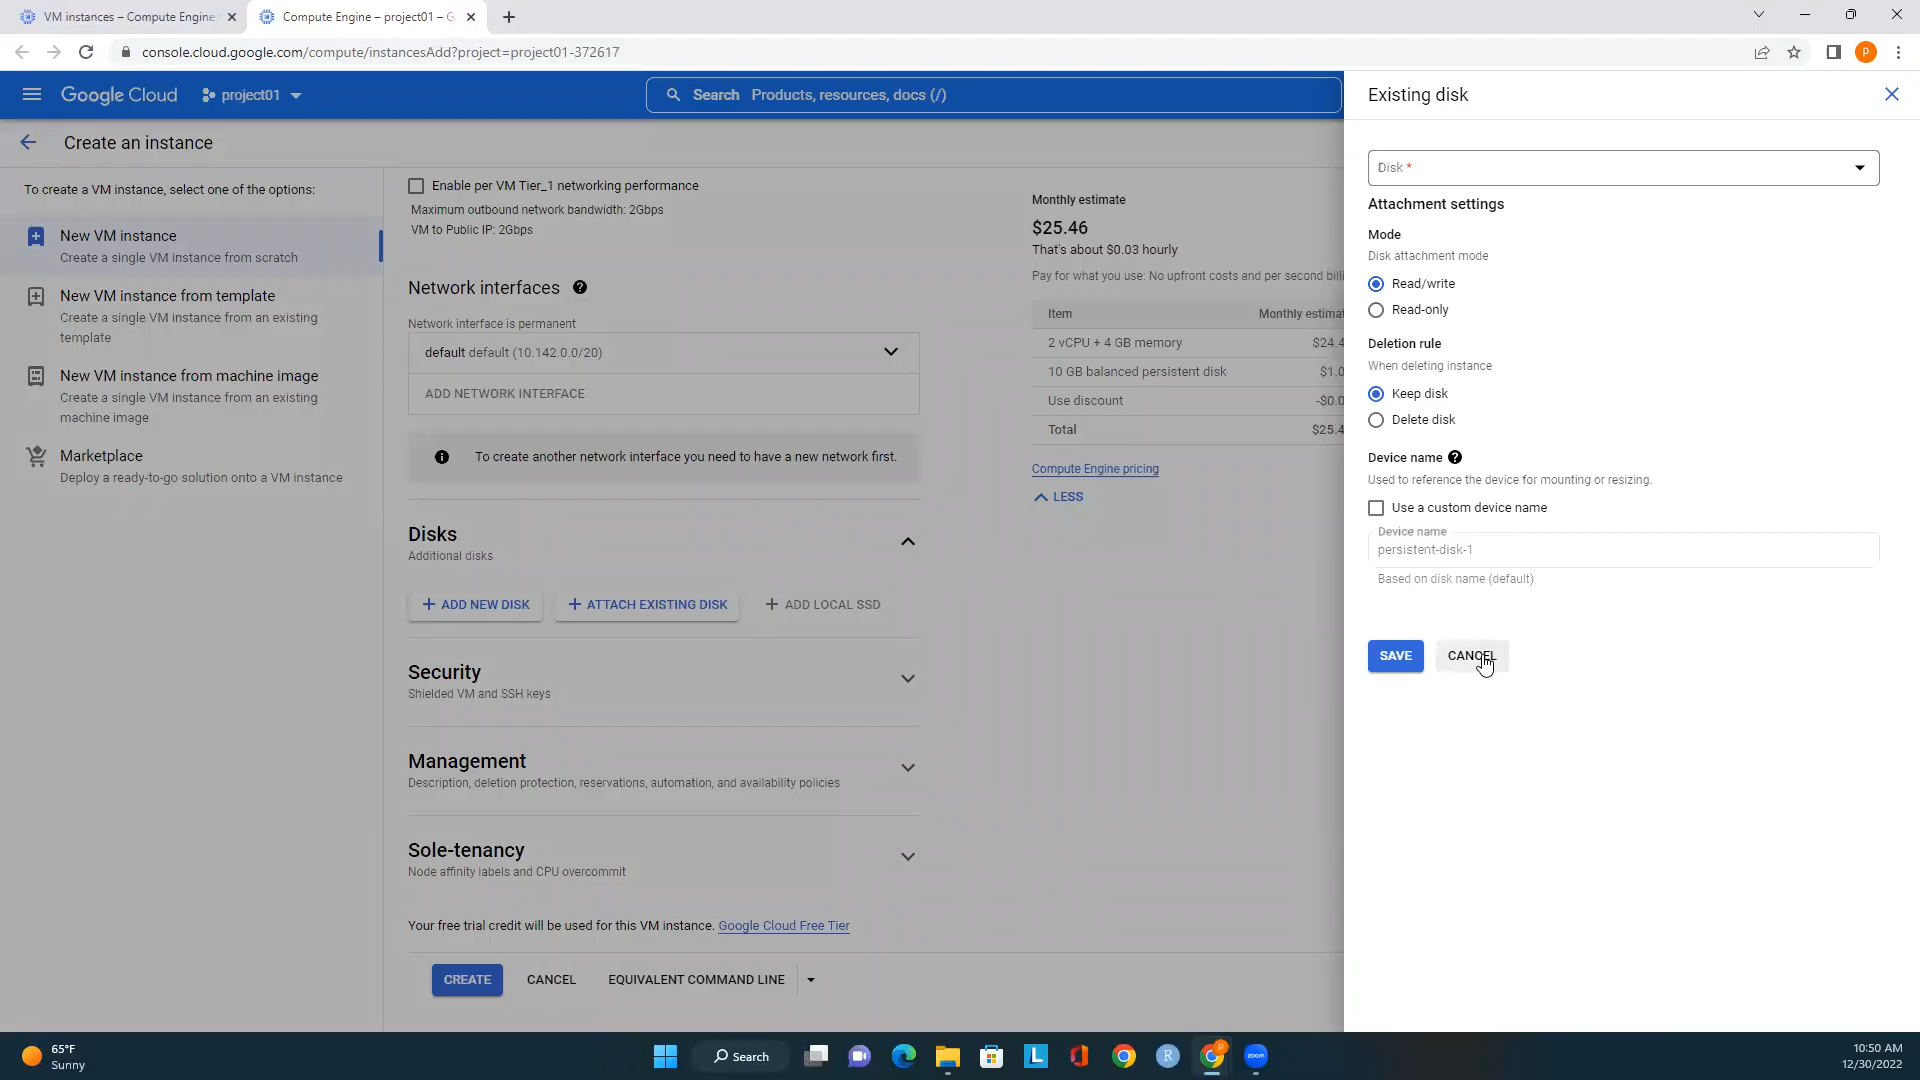 VM instances – Compute Engine
Compute Engine – project01 – G
console.cloud.google.com/compute/instancesAdd?project=project01-372617
P
Google Cloud
project01
Search Products, resources, docs (/)
Create an instance
To create a VM instance, select one of the options:
New VM instance
Create a single VM instance from scratch
New VM instance from template
Create a single VM instance from an existing
template
New VM instance from machine image
Create a single VM instance from an existing
machine image
Marketplace
Deploy a ready-to-go solution onto a VM instance
Enable per VM Tier_1 networking performance
Maximum outbound network bandwidth: 2Gbps
VM to Public IP: 2Gbps
Network interfaces
Network interface is permanent
default default (10.142.0.0/20)
ADD NETWORK INTERFACE
To create another network interface you need to have a new network first.
Disks
Additional disks
+ ADD NEW DISK
+ ATTACH EXISTING DISK
+ ADD LOCAL SSD
Security
Shielded VM and SSH keys
Management
Description, deletion protection, reservations, automation, and availability policies
Sole-tenancy
Node affinity labels and CPU overcommit
Your free trial credit will be used for this VM instance. Google Cloud Free Tier
CREATE
CANCEL
EQUIVALENT COMMAND LINE
Monthly estimate
$25.46
That's about $0.03 hourly
Pay for what you use: No upfront costs and per second billi
Item Monthly estimat
2 vCPU + 4 GB memory $24.4
10 GB balanced persistent disk $1.0
Use discount -$0.0
Total $25.4
Compute Engine pricing
LESS
Existing disk
Disk *
Attachment settings
Mode
Disk attachment mode
Read/write
Read-only
Deletion rule
When deleting instance
Keep disk
Delete disk
Device name
Used to reference the device for mounting or resizing.
Use a custom device name
Device name
persistent-disk-1
Based on disk name (default)
SAVE
CANCEL
65°F
Sunny
Search
L
R
P
zoom
10:50 AM
12/30/2022